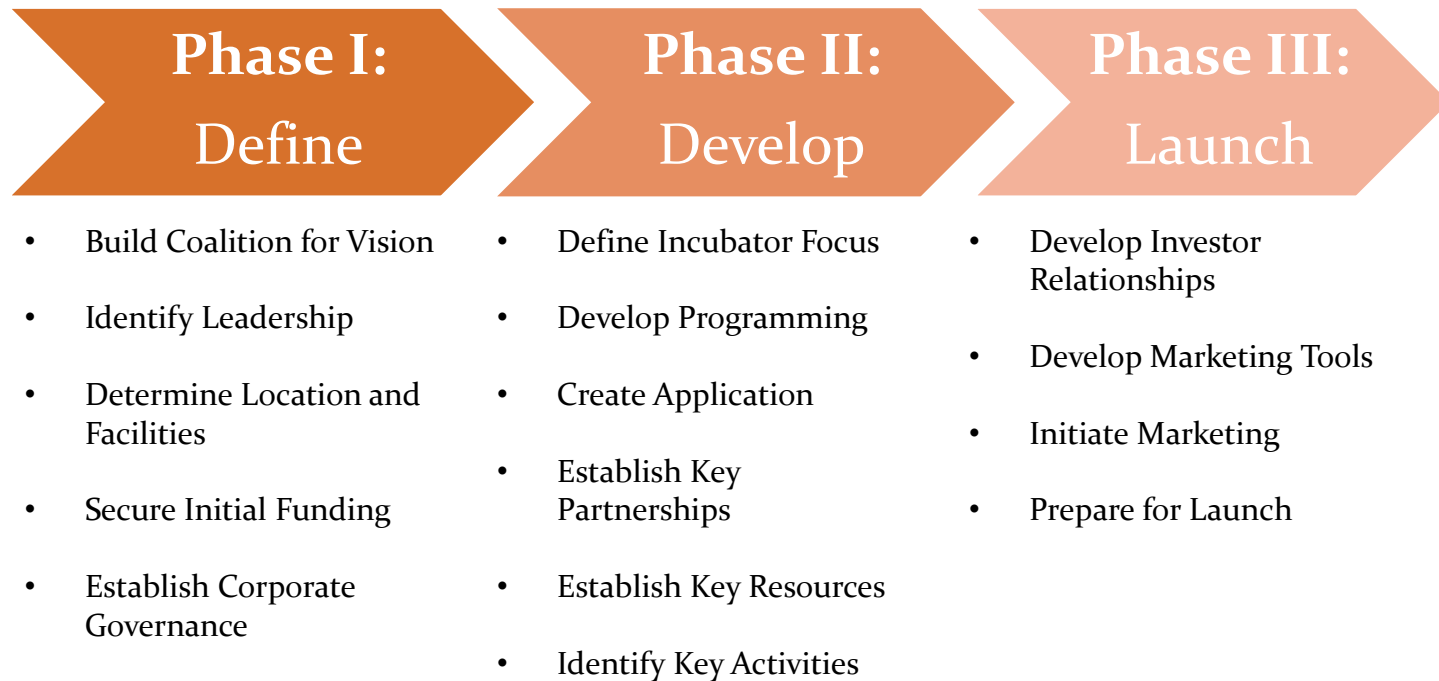 Phase I:
Define
• Build Coalition for Vision
• Identify Leadership
• Determine Location and
Facilities
• Secure Initial Funding
• Establish Corporate
Governance
Phase II:
Develop
• Define Incubator Focus
• Develop Programming
• Create Application
• Establish Key
Partnerships
• Establish Key Resources
• Identify Key Activities
Phase III:
Launch
• Develop Investor
Relationships
• Develop Marketing Tools
• Initiate Marketing
• Prepare for Launch